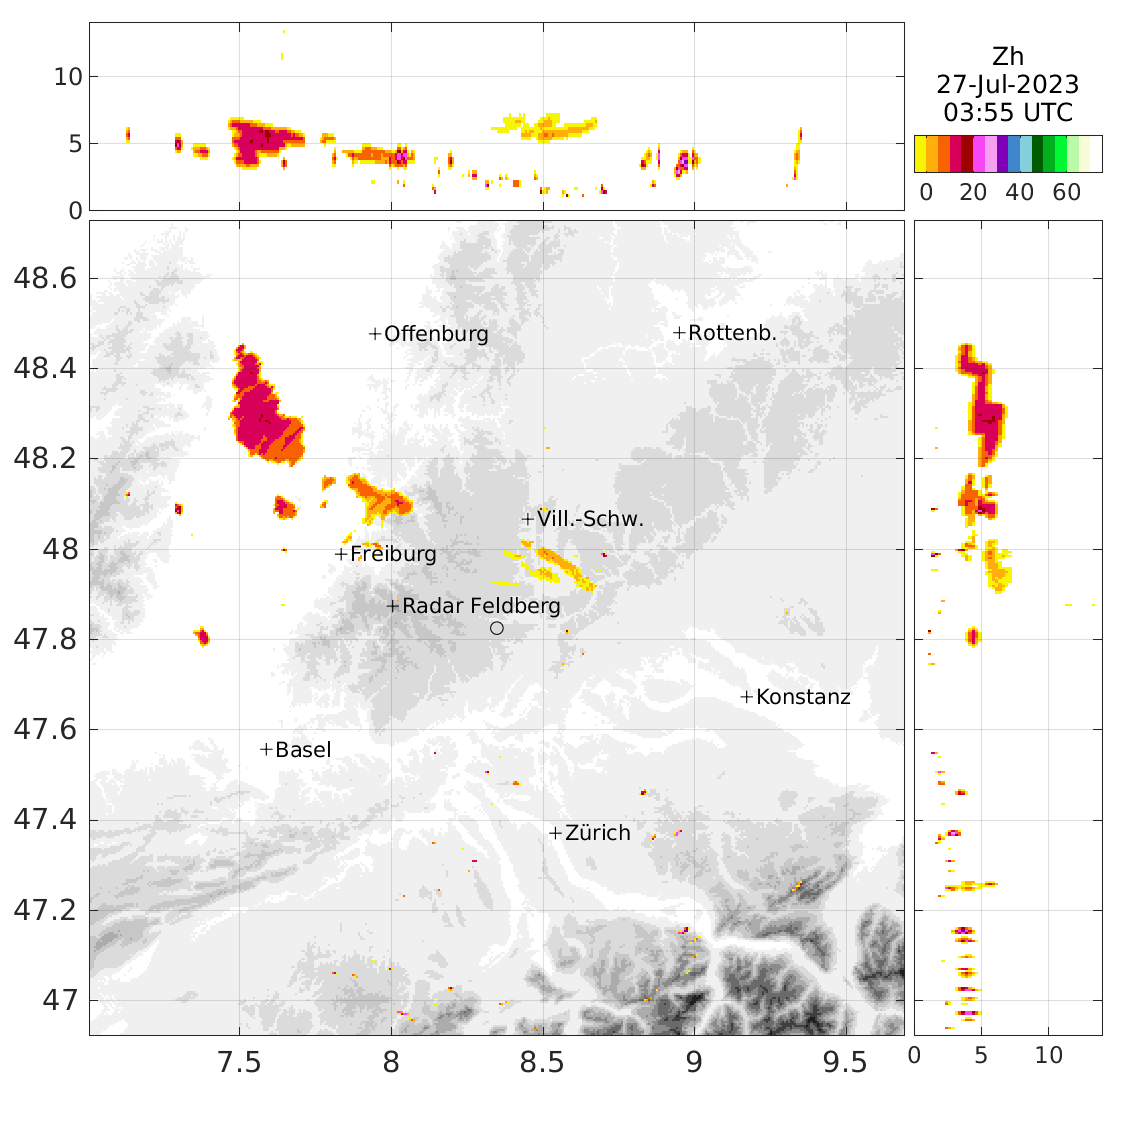 10
5
0
Zh
27-Jul-2023
03:55 UTC
0 20 40 60
48.6
48.4
48.2
48
47.8
47.6
47.4
47.2
47
Offenburg
Rottenb.
Vill.-Schw.
Freiburg
Radar Feldberg
Konstanz
Basel
Zürich
7.5 8 8.5 9 9.5
0 5 10